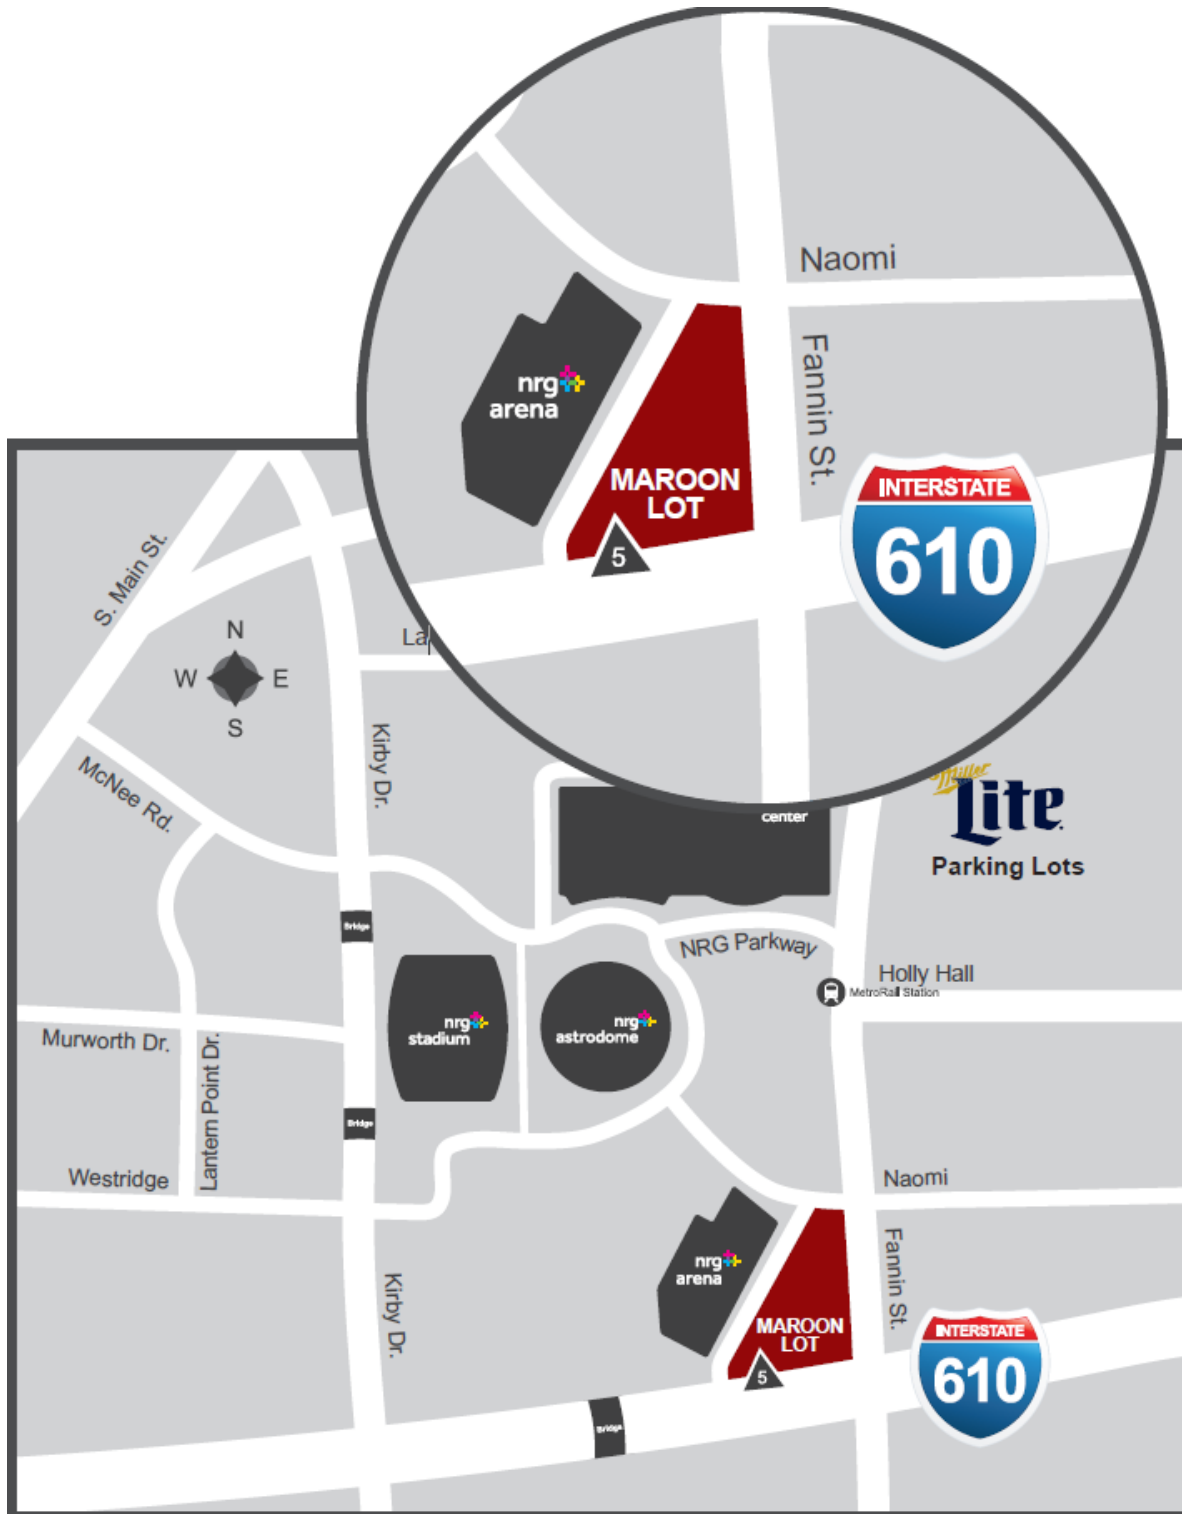 Naomi
Fannin St.
nrg
arena
MAROON
LOT
5
INTERSTATE
610
S. Main St.
N
W
E
S
La
Kirby Dr.
McNee Rd.
center
Miller
Lite
Parking Lots
Bridge
NRG Parkway
Holly Hall
MetroRail Station
nrg
stadium
nrg
astrodome
Murworth Dr.
Lantern Point Dr.
Bridge
Westridge
Naomi
nrg
arena
Fannin St.
Kirby Dr.
MAROON
LOT
5
INTERSTATE
610
Bridge